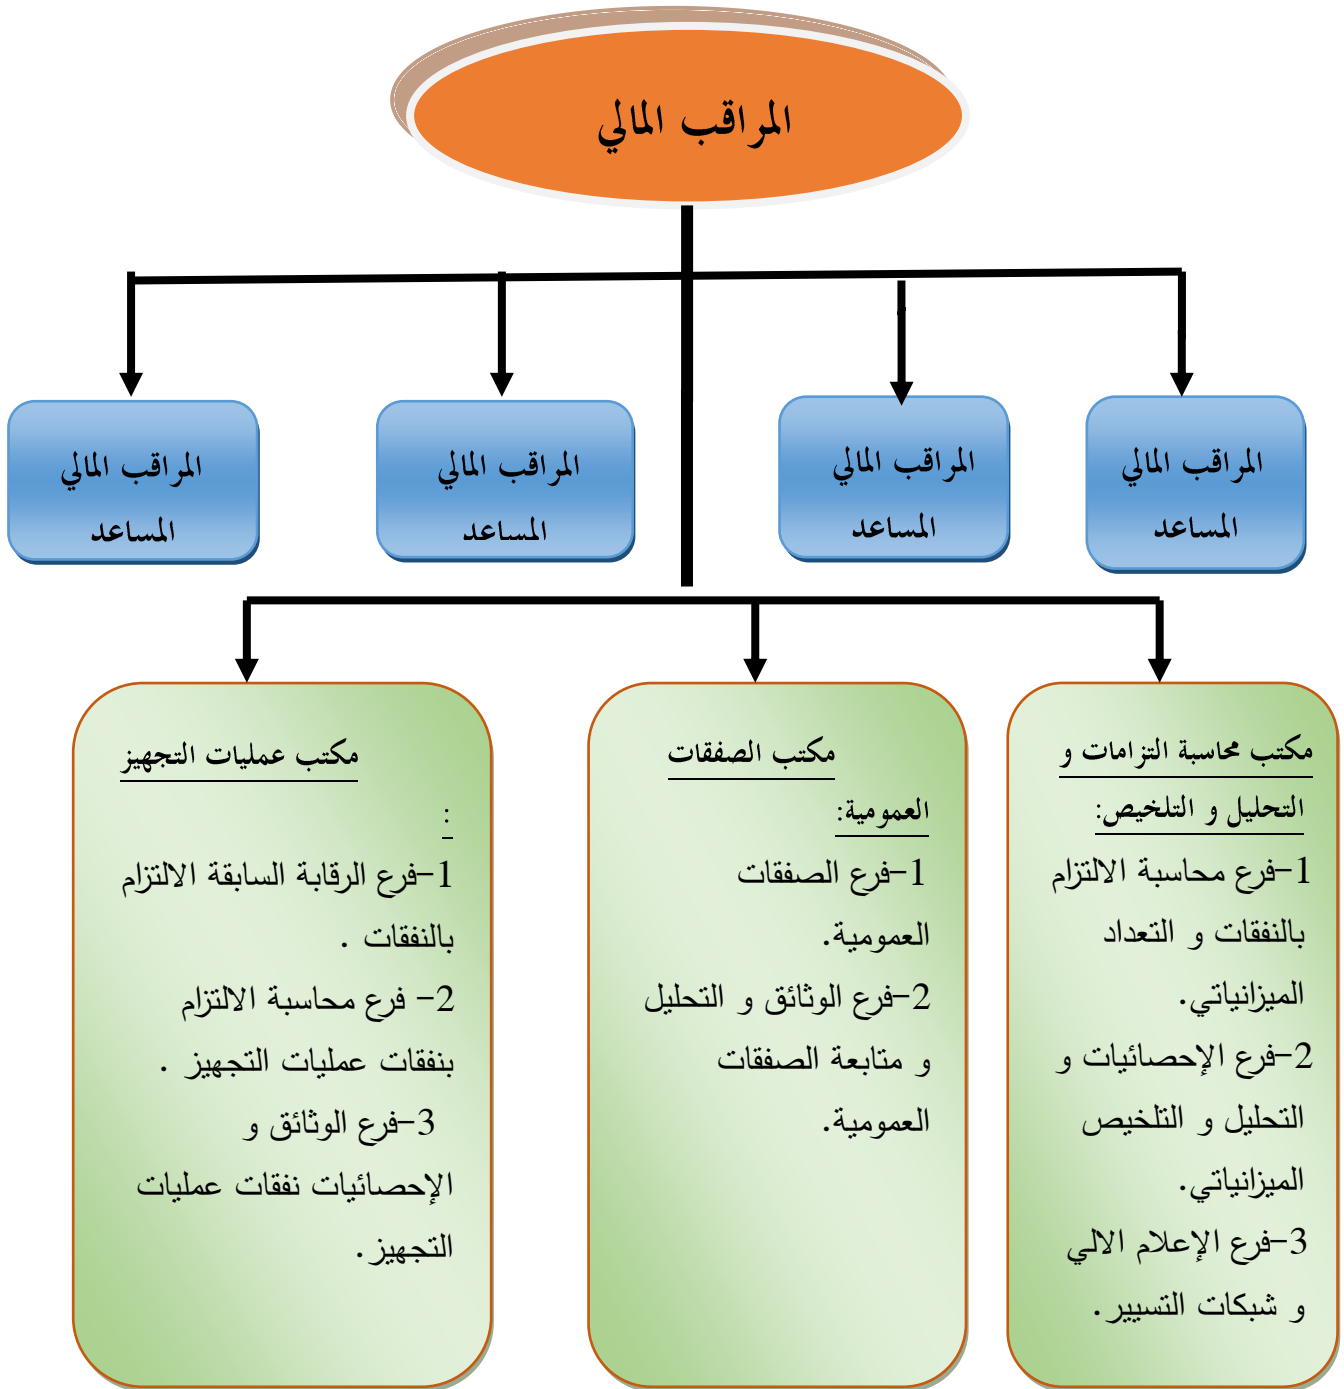 المراقب المالي
المراقب المالي
المساعد
المراقب المالي
المساعد
المراقب المالي
المساعد
المراقب المالي
المساعد
مكتب محاسبة التزامات و
التحليل و التلخيص:
1-فرع محاسبة الالتزام
بالنفقات و التعداد
الميزانياتي.
2-فرع الإحصائيات و
التحليل و التلخيص
الميزانياتي.
3-فرع الإعلام الالي
و شبكات التسيير.
مكتب الصفقات
العمومية:
1-فرع الصفقات
العمومية.
2-فرع الوثائق و التحليل
و متابعة الصفقات
العمومية.
مكتب عمليات التجهيز
:
1-فرع الرقابة السابقة الالتزام
بالنفقات .
2- فرع محاسبة الالتزام
بنفقات عمليات التجهيز .
3-فرع الوثائق و
الإحصائيات نفقات عمليات
التجهيز.